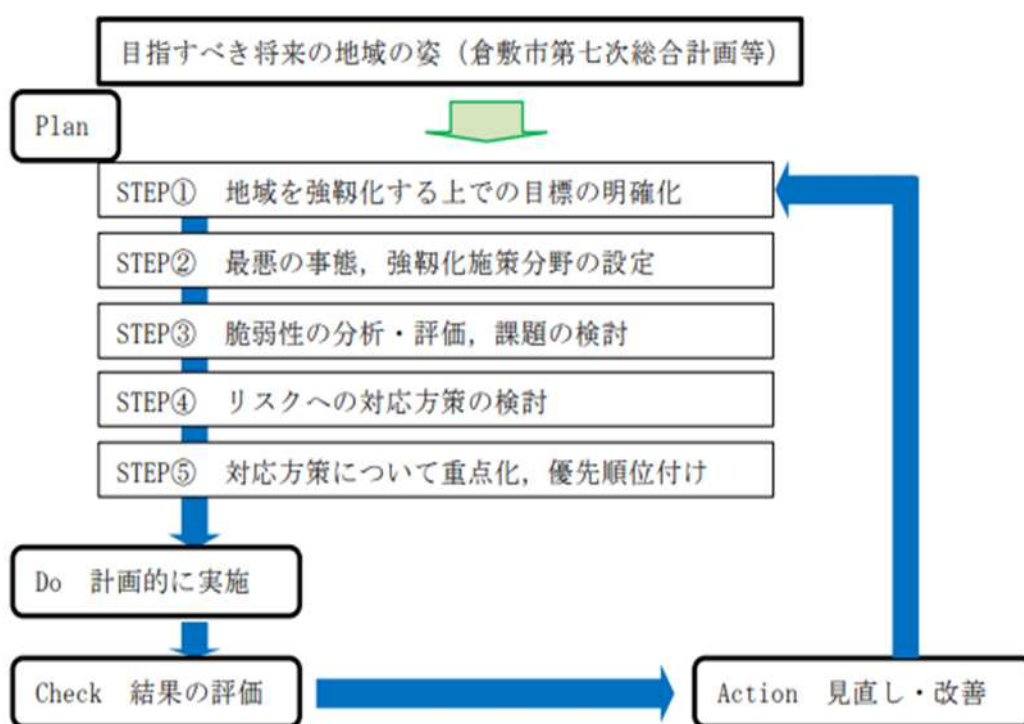 目指すべき将来の地域の姿（倉敷市第七次総合計画等）
Plan
STEP①　地域を強靱化する上での目標の明確化
STEP②　最悪の事態，強靱化施策分野の設定
STEP③　脆弱性の分析・評価，課題の検討
STEP④　リスクへの対応方策の検討
STEP⑤　対応方策について重点化，優先順位付け
Do　計画的に実施
Check　結果の評価
Action　見直し・改善